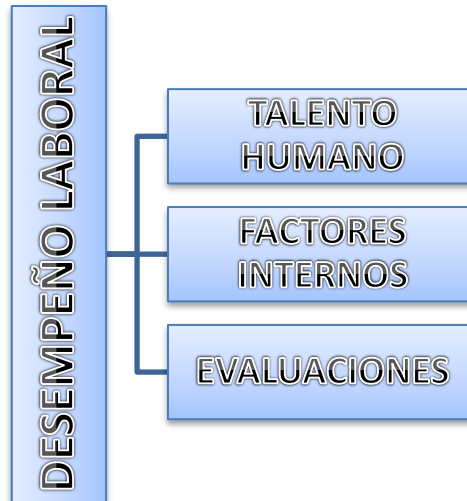 DESEMPEÑO LABORAL
TALENTO
HUMANO
FACTORES
INTERNOS
EVALUACIONES